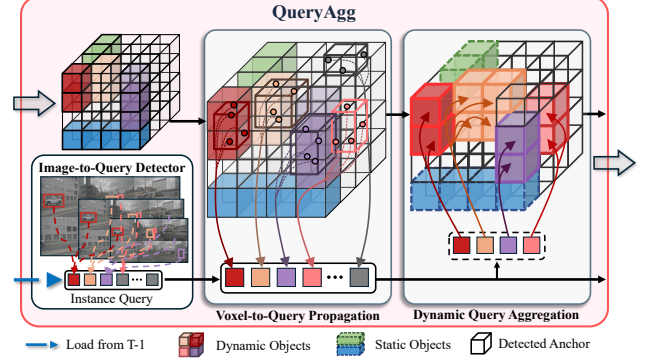 QueryAgg
Image-to-Query Detector
Instance Query
Voxel-to-Query Propagation
Dynamic Query Aggregation
Load from T-1
Dynamic Objects
Static Objects
Detected Anchor